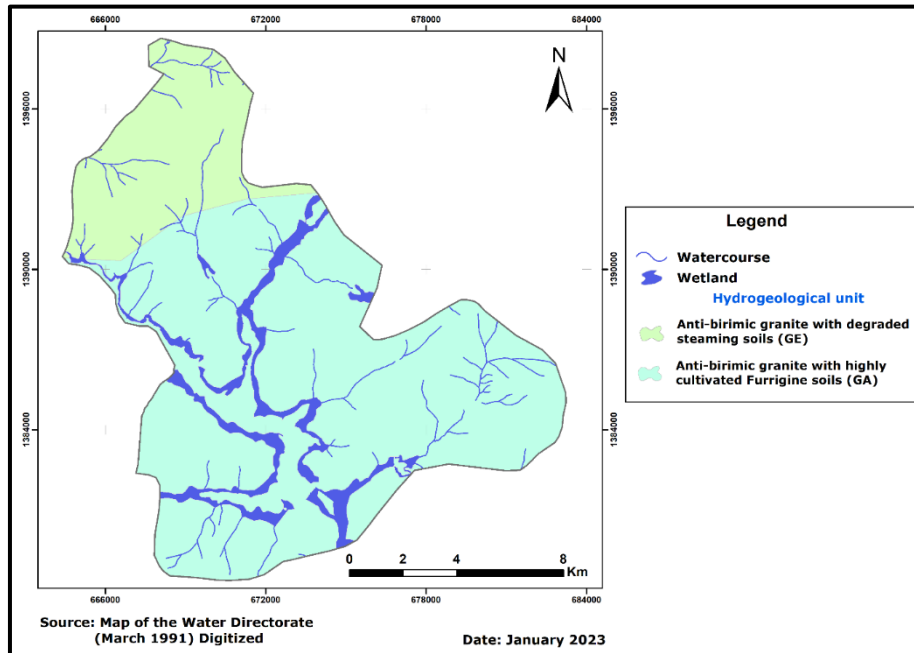 666000 672000 678000 684000
N
1396000 1396000
1390000 1390000
1384000 1384000
Legend
Watercourse
Wetland
Hydrogeological unit
Anti-birimic granite with degraded
steaming soils (GE)
Anti-birimic granite with highly
cultivated Furrigine soils (GA)
0 2 4 8
Km
666000 672000 678000 684000
Source: Map of the Water Directorate
(March 1991) Digitized
Date: January 2023